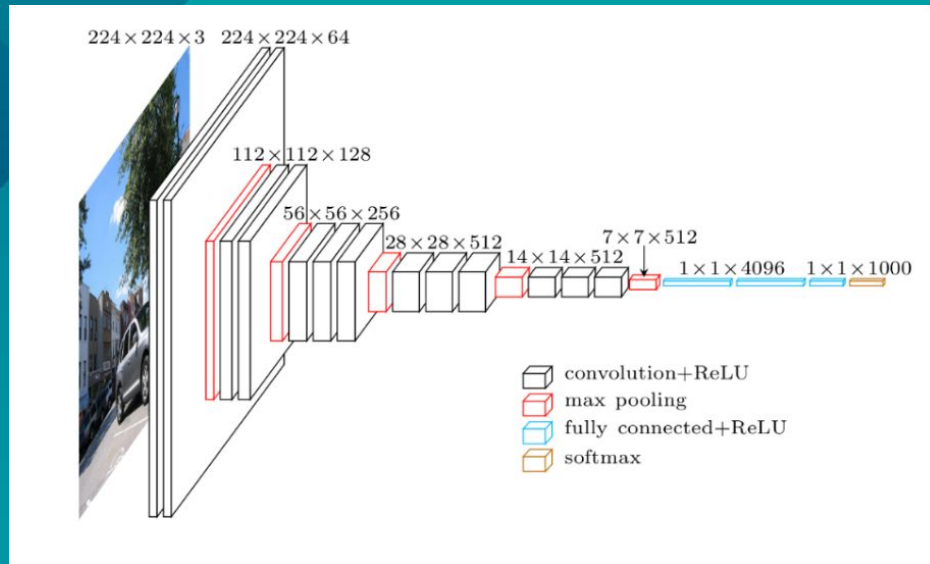 224×224×3
224×224×64
112×112×128
56×56×256
28×28×512
14×14×512
7×7×512
1×1×4096
1×1×1000
convolution+ReLU
max pooling
fully connected+ReLU
softmax